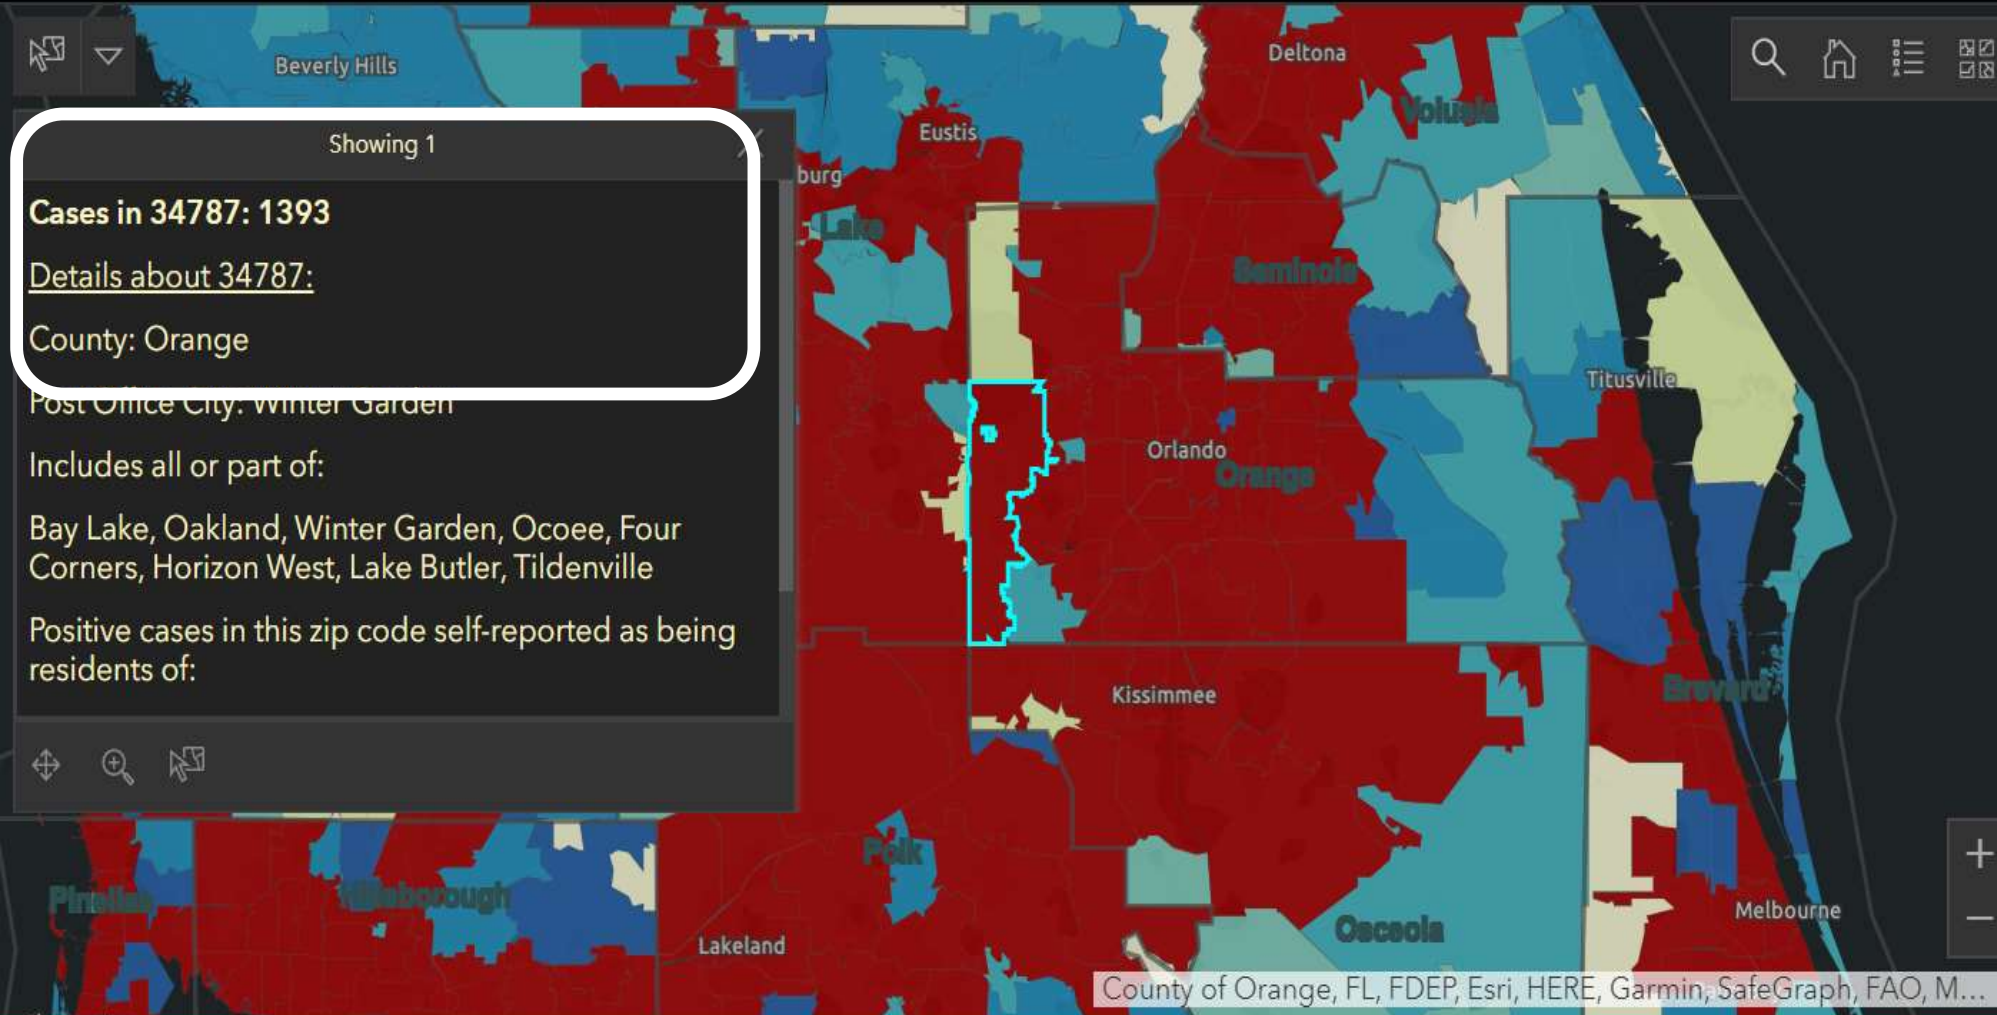 Showing 1
Cases in 34787: 1393
Details about 34787:
County: Orange
Post Office City: Winter Garden
Includes all or part of:
Bay Lake, Oakland, Winter Garden, Ocoee, Four
Corners, Horizon West, Lake Butler, Tildenville
Positive cases in this zip code self-reported as being
residents of:
Beverly Hills
Deltona
Volusia
Eustis
burg
Lake
Seminole
Titusville
Orlando
Orange
Kissimmee
Brevard
Polk
Pinellas
Hillsborough
Lakeland
Osceola
Melbourne
County of Orange, FL, FDEP, Esri, HERE, Garmin, SafeGraph, FAO, M...